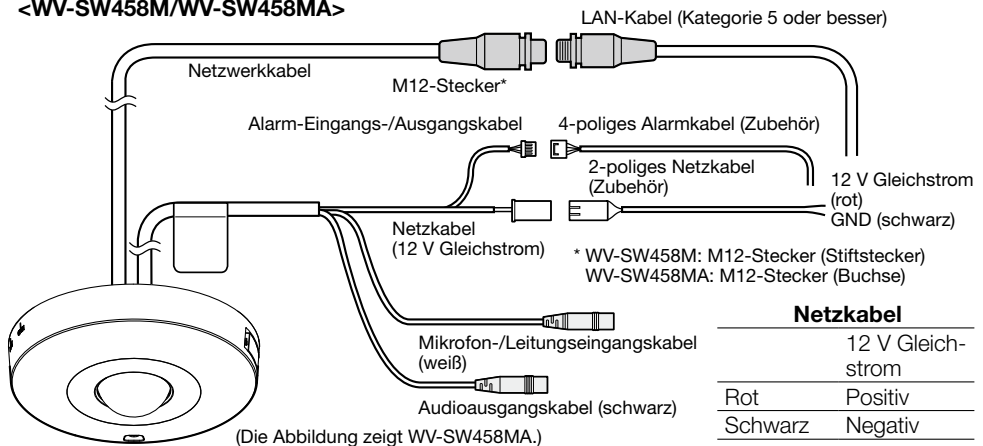 <WV-SW458M/WV-SW458MA>
LAN-Kabel (Kategorie 5 oder besser)
Netzwerkkabel
M12-Stecker*
Alarm-Eingangs-/Ausgangskabel
4-poliges Alarmkabel (Zubehör)
2-poliges Netzkabel
(Zubehör)
12 V Gleichstrom
(rot)
GND (schwarz)
Netzkabel
(12 V Gleichstrom)
* WV-SW458M: M12-Stecker (Stiftstecker)
WV-SW458MA: M12-Stecker (Buchse)
Mikrofon-/Leitungseingangskabel
(weiß)
Audioausgangskabel (schwarz)
(Die Abbildung zeigt WV-SW458MA.)
Netzkabel
12 V Gleich-
strom
Rot Positiv
Schwarz Negativ